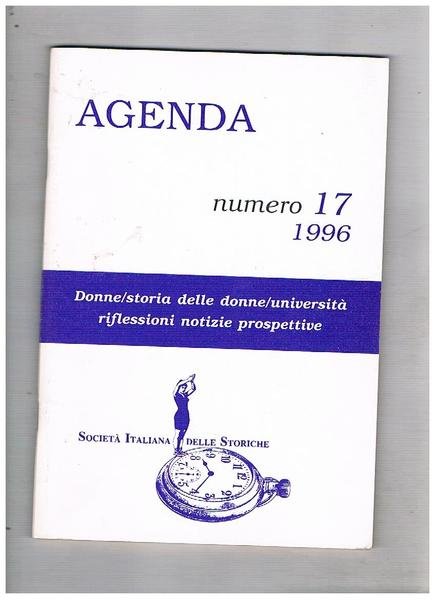 AGENDA
numero 17
1996
Donne/storia delle donne/università
riflessioni notizie prospettive
SOCIETÀ ITALIANA DELLE STORICHE